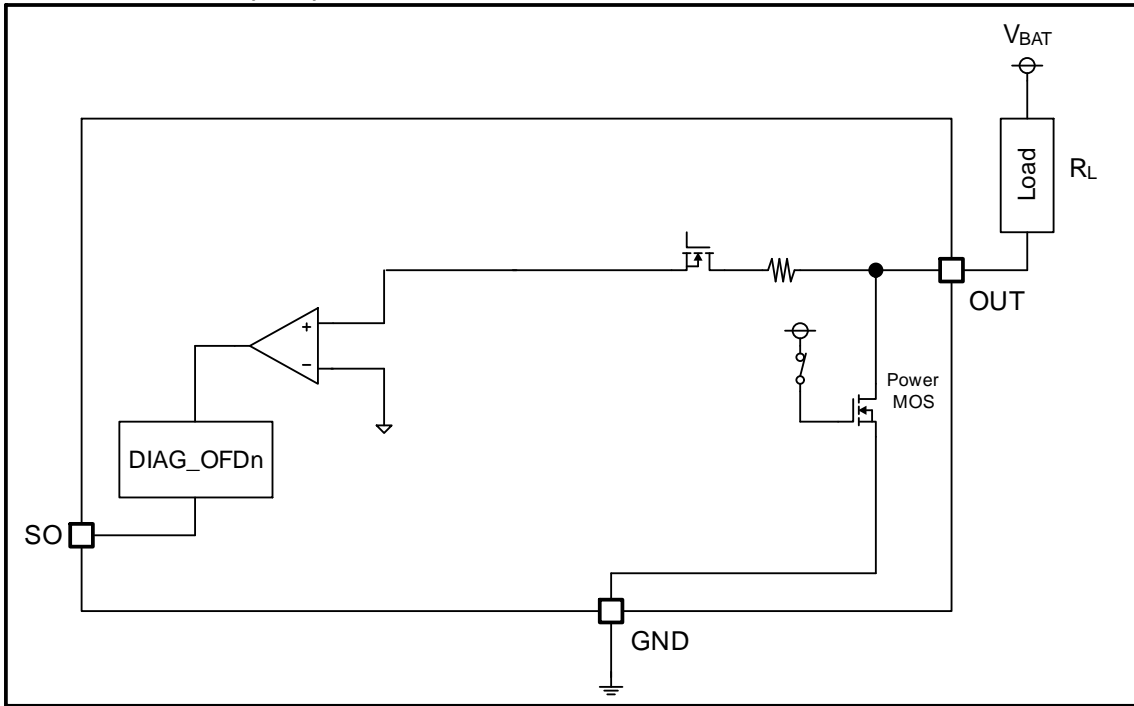 VBAT
Load
RL
OUT
+
−
Power
MOS
DIAG_OFDn
SO
GND